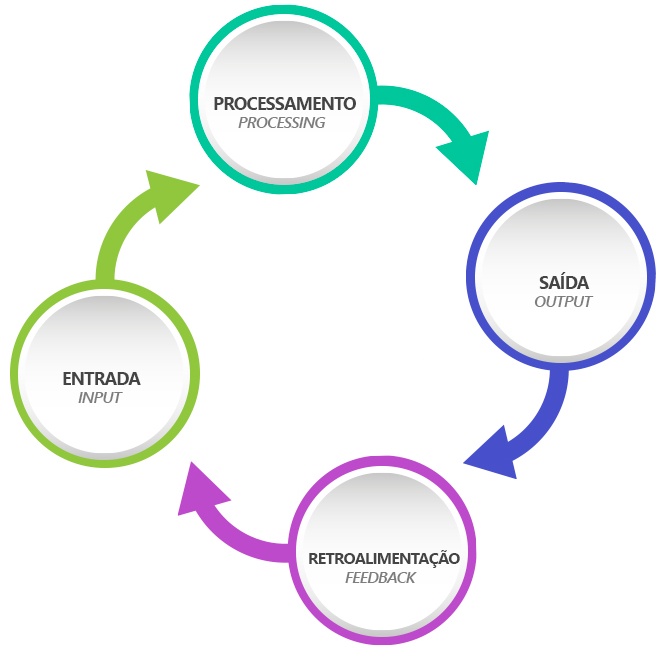 PROCESSAMENTO
PROCESSING
SAÍDA
OUTPUT
ENTRADA
INPUT
RETROALIMENTAÇÃO
FEEDBACK